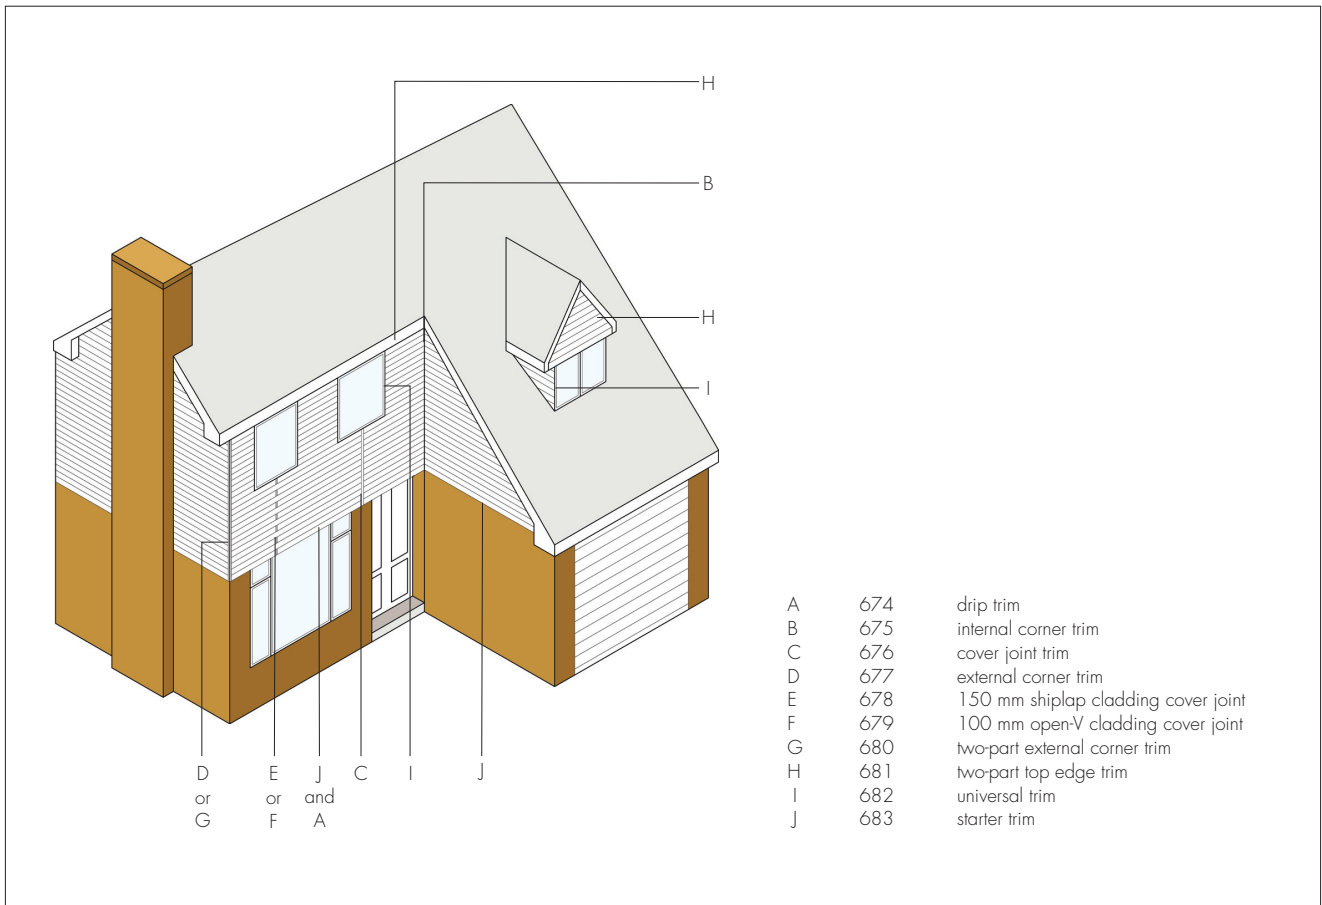 H
B
H
I
D
or
G
E
or
F
J
and
A
C
I
J
A 674 drip trim
B 675 internal corner trim
C 676 cover joint trim
D 677 external corner trim
E 678 150 mm shiplap cladding cover joint
F 679 100 mm open-V cladding cover joint
G 680 two-part external corner trim
H 681 two-part top edge trim
I 682 universal trim
J 683 starter trim